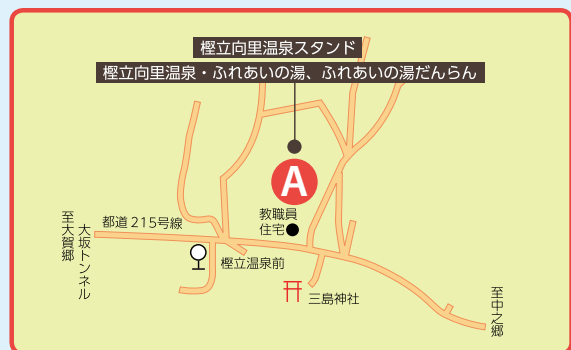 樫立向里温泉スタンド
樫立向里温泉・ふれあいの湯、ふれあいの湯だんらん
A
教職員
住宅
至大賀郷
大坂トンネル
都道215号線
樫立温泉前
三島神社
至中之郷